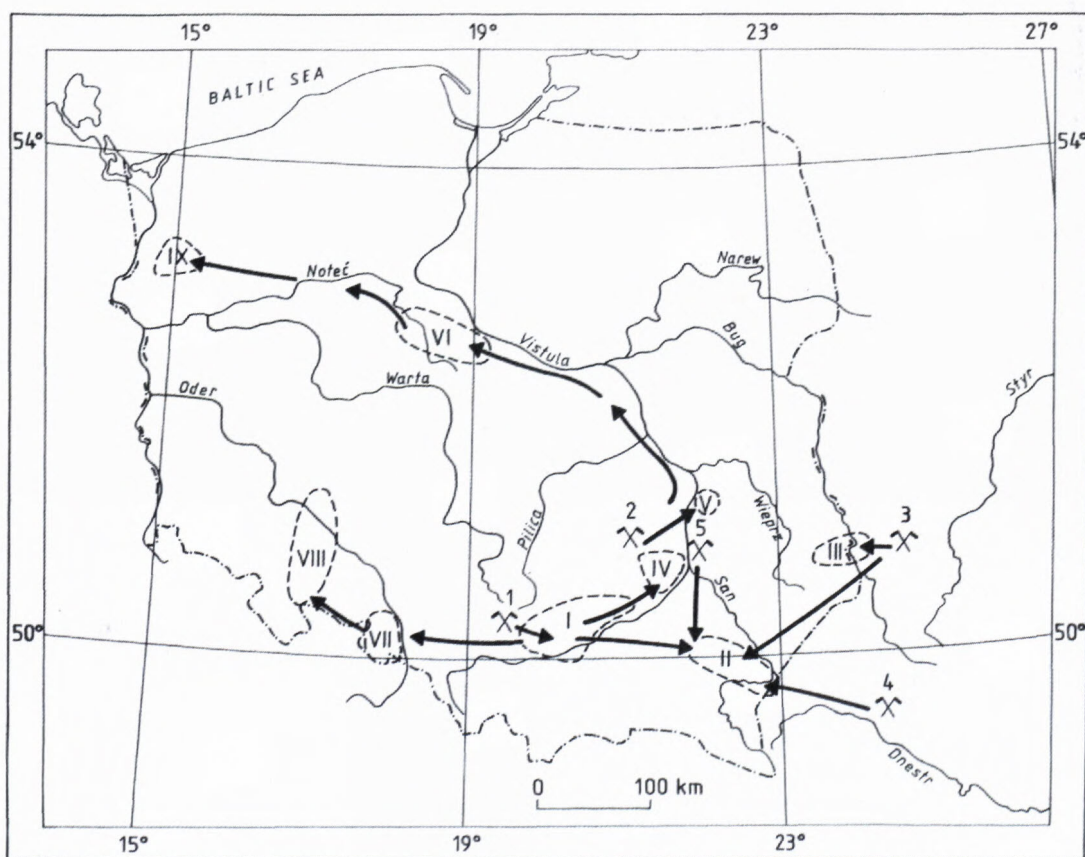 15° 19° 23° 27°
BALTIC SEA
54° 54°
IX
Noteć
Narew
VI
Vistula
Bug
Oder
Warta
Styr
Pilica
2
V
5
Wieprz
3
VIII
IV
III
San
1
I
50° 50°
VII
II
4
0 100 km
Dnestr
15° 19° 23°